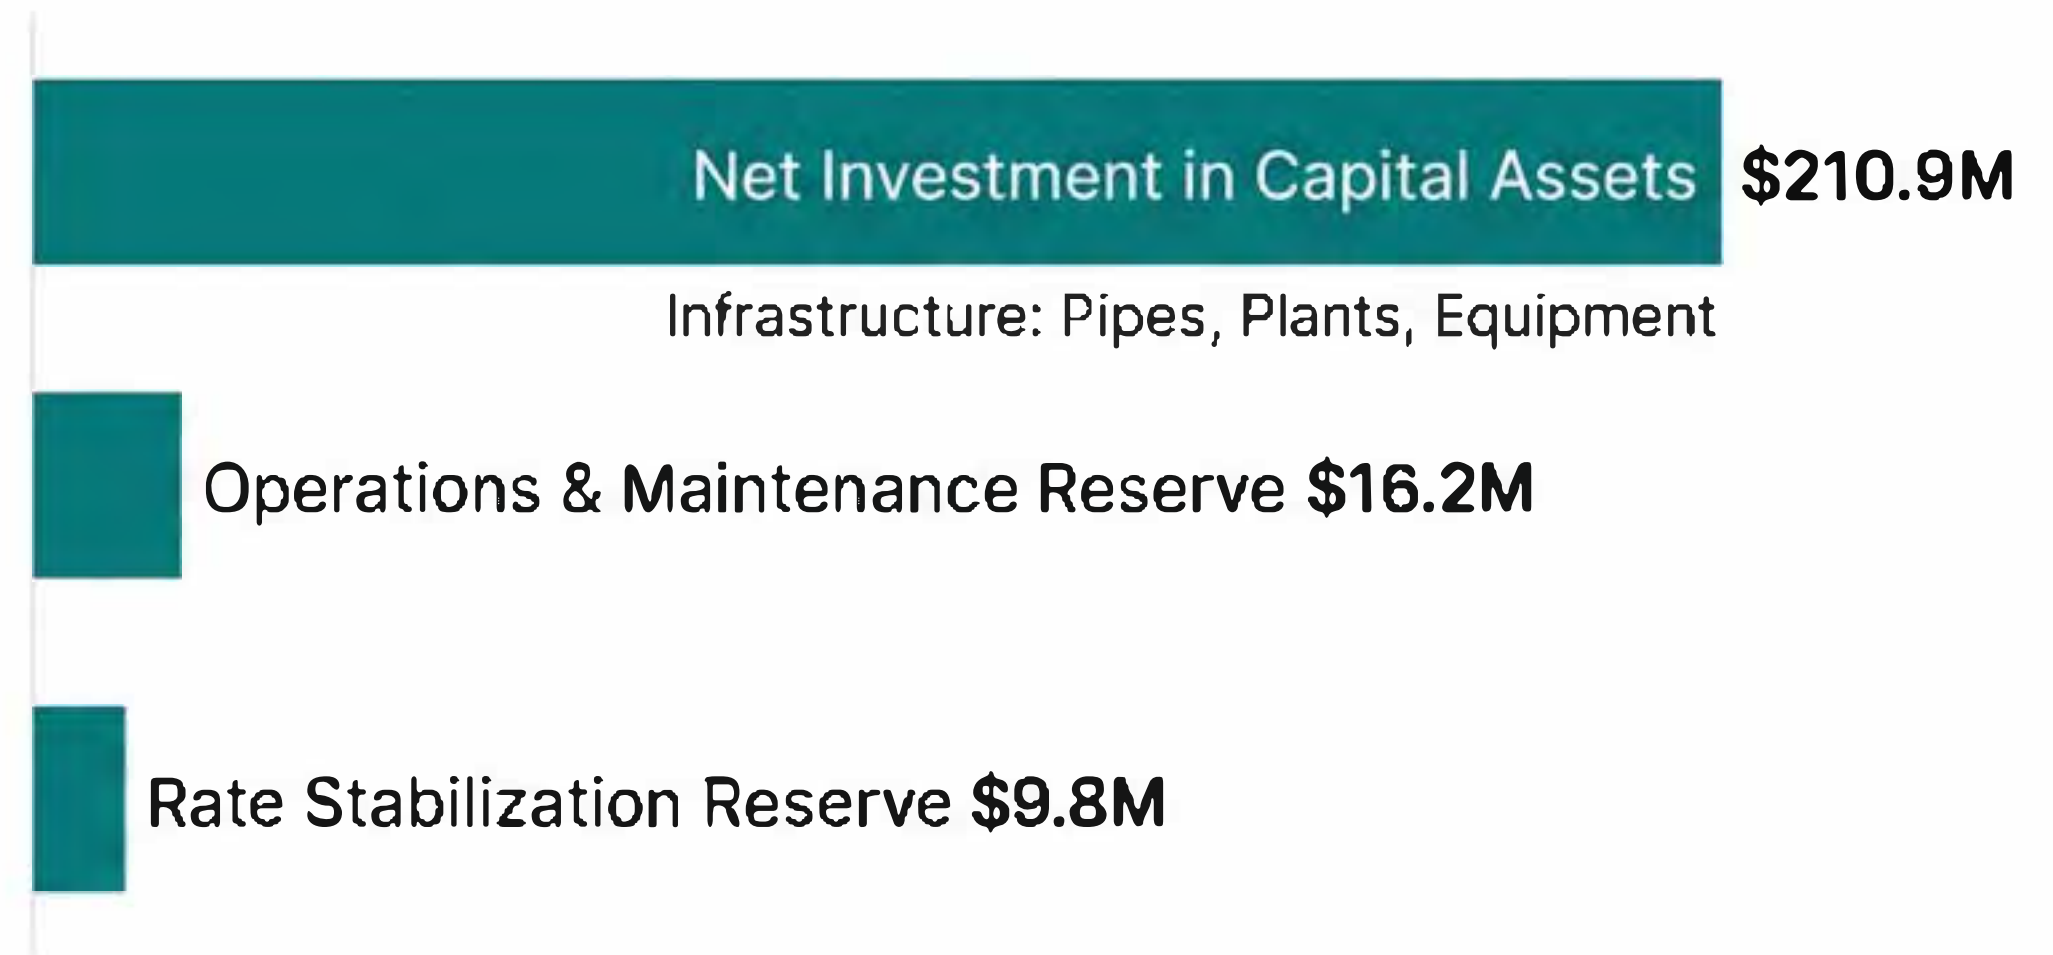 Net Investment in Capital Assets $210.9M
Infrastructure: Pipes, Plants, Equipment
Operations & Maintenance Reserve $16.2M
Rate Stabilization Reserve $9.8M